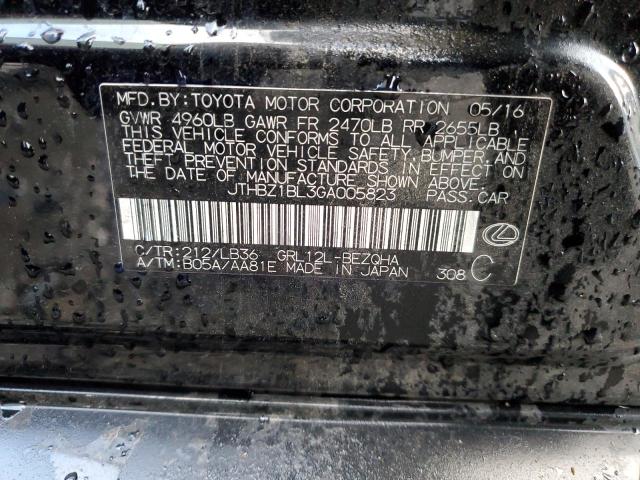 MFD.BY:TOYOTA MOTOR CORPORATION 05/16
GVWR 4960LB GAWR FR 2470LB RR 2655LB
THIS VEHICLE CONFORMS TO ALL APPLICABLE
FEDERAL MOTOR VEHICLE SAFETY, BUMPER, AND
THEFT PREVENTION STANDARDS IN EFFECT ON
THE DATE OF MANUFACTURE SHOWN ABOVE.
JTHBZ1BL3GA005823 PASS.CAR
C/TR:212/LB36 GRL12L-BEZQHA
A/TM:B05A/AA81E MADE IN JAPAN 308 C